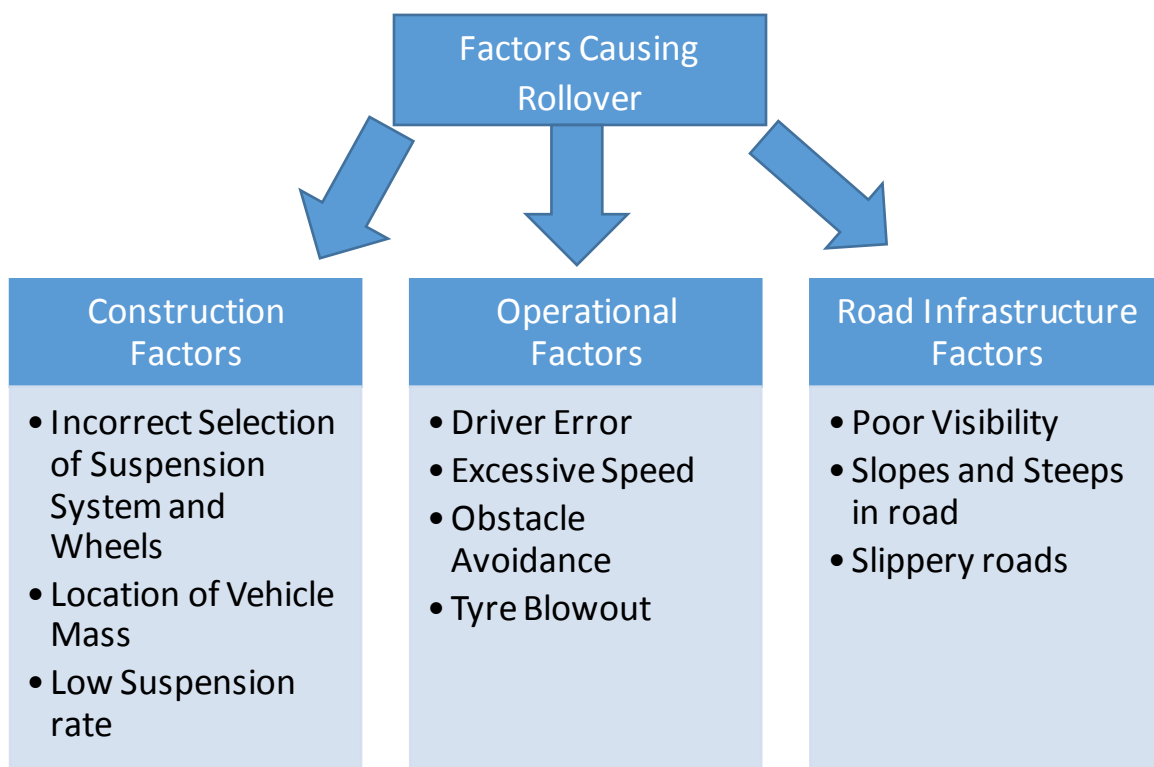 Factors Causing
Rollover
Construction
Factors
• Incorrect Selection
of Suspension
System and
Wheels
• Location of Vehicle
Mass
• Low Suspension
rate
Operational
Factors
• Driver Error
• Excessive Speed
• Obstacle
Avoidance
• Tyre Blowout
Road Infrastructure
Factors
• Poor Visibility
• Slopes and Steeps
in road
• Slippery roads